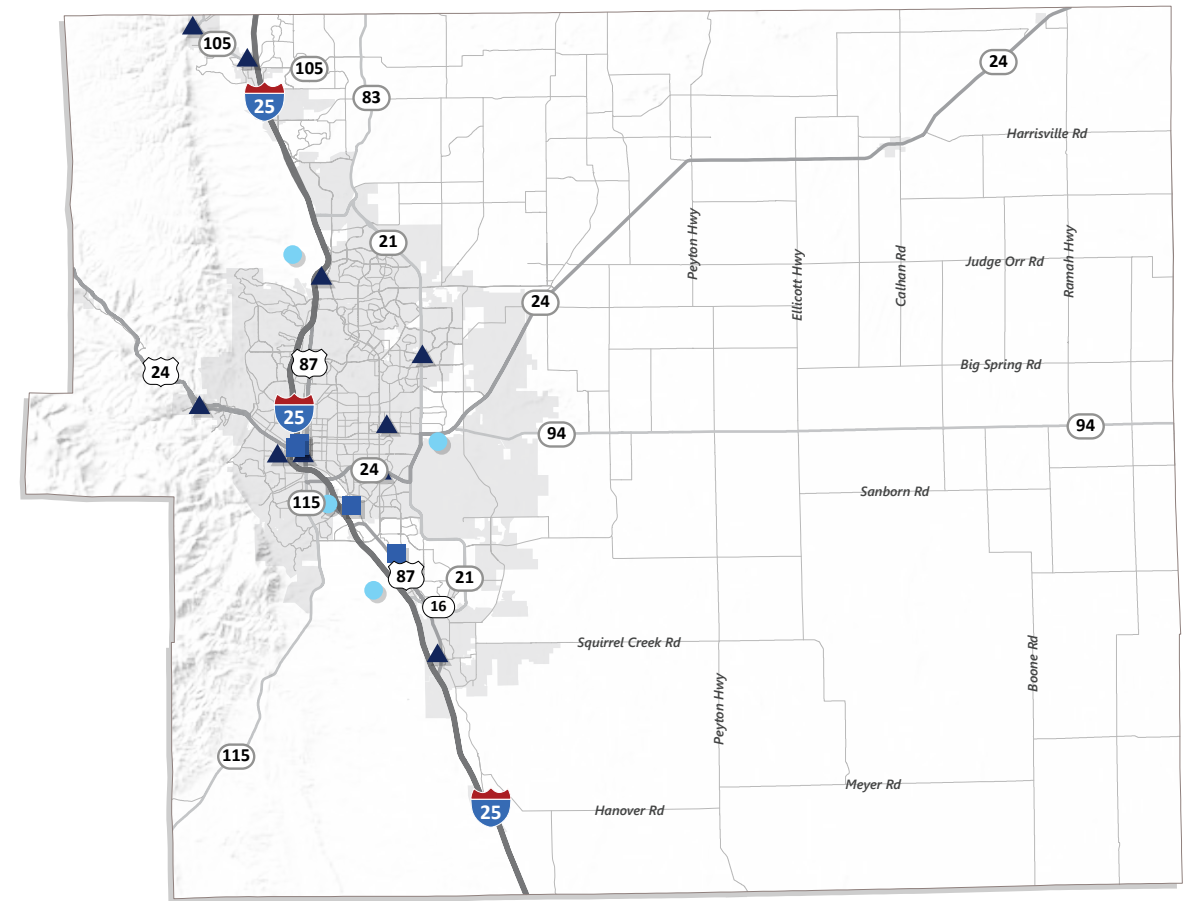 105
24
105
25
83
Harrisville Rd
21
Peyton Hwy
Ellicott Hwy
Calhan Rd
Judge Orr Rd
Ramah Hwy
24
87
24
Big Spring Rd
25
94
94
24
Sanborn Rd
115
87
21
16
Squirrel Creek Rd
Boone Rd
Peyton Hwy
115
Meyer Rd
25
Hanover Rd